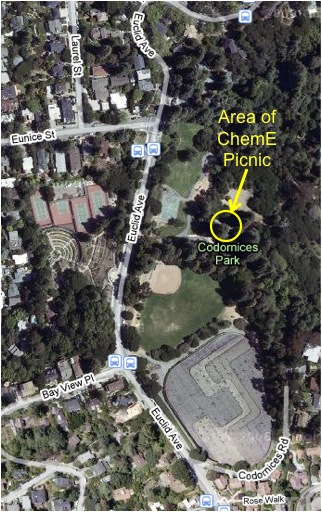 Euclid Ave
Laurel St
Eunice St
Area of
ChemE
Picnic
Euclid Ave
Codornices
Park
Bay View Pl
Euclid Ave
Codornices Rd
Rose Walk